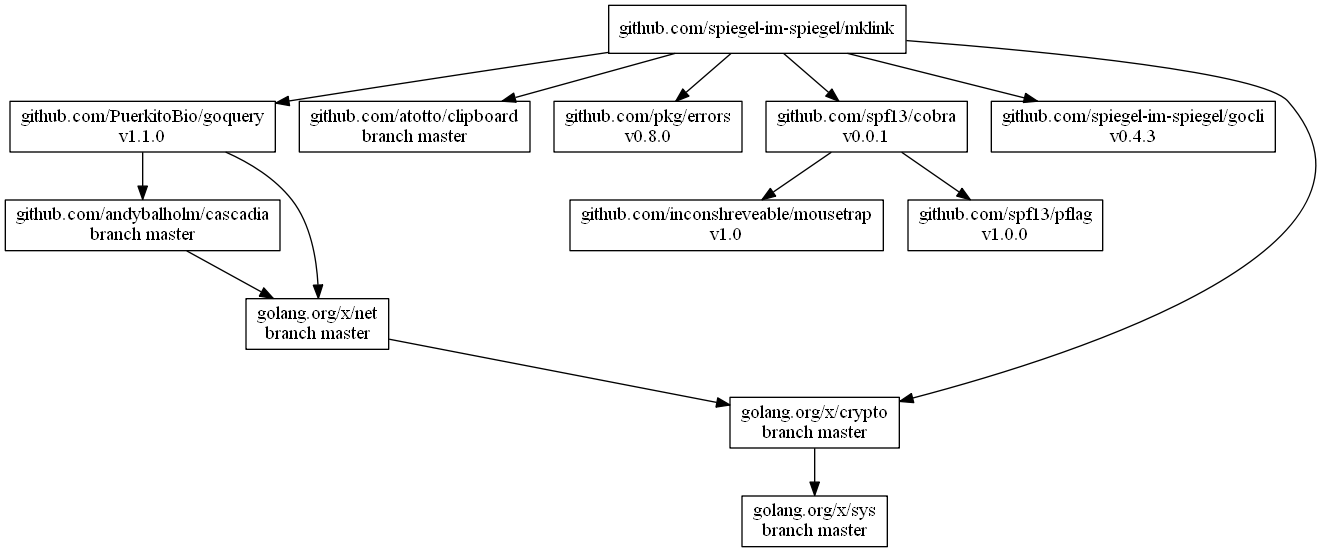 github.com/spiegel-im-spiegel/mklink
github.com/PuerkitoBio/goquery
v1.1.0
github.com/atotto/clipboard
branch master
github.com/pkg/errors
v0.8.0
github.com/spf13/cobra
v0.0.1
github.com/spiegel-im-spiegel/gocli
v0.4.3
github.com/andybalholm/cascadia
branch master
github.com/inconshreveable/mousetrap
v1.0
github.com/spf13/pflag
v1.0.0
golang.org/x/net
branch master
golang.org/x/crypto
branch master
golang.org/x/sys
branch master